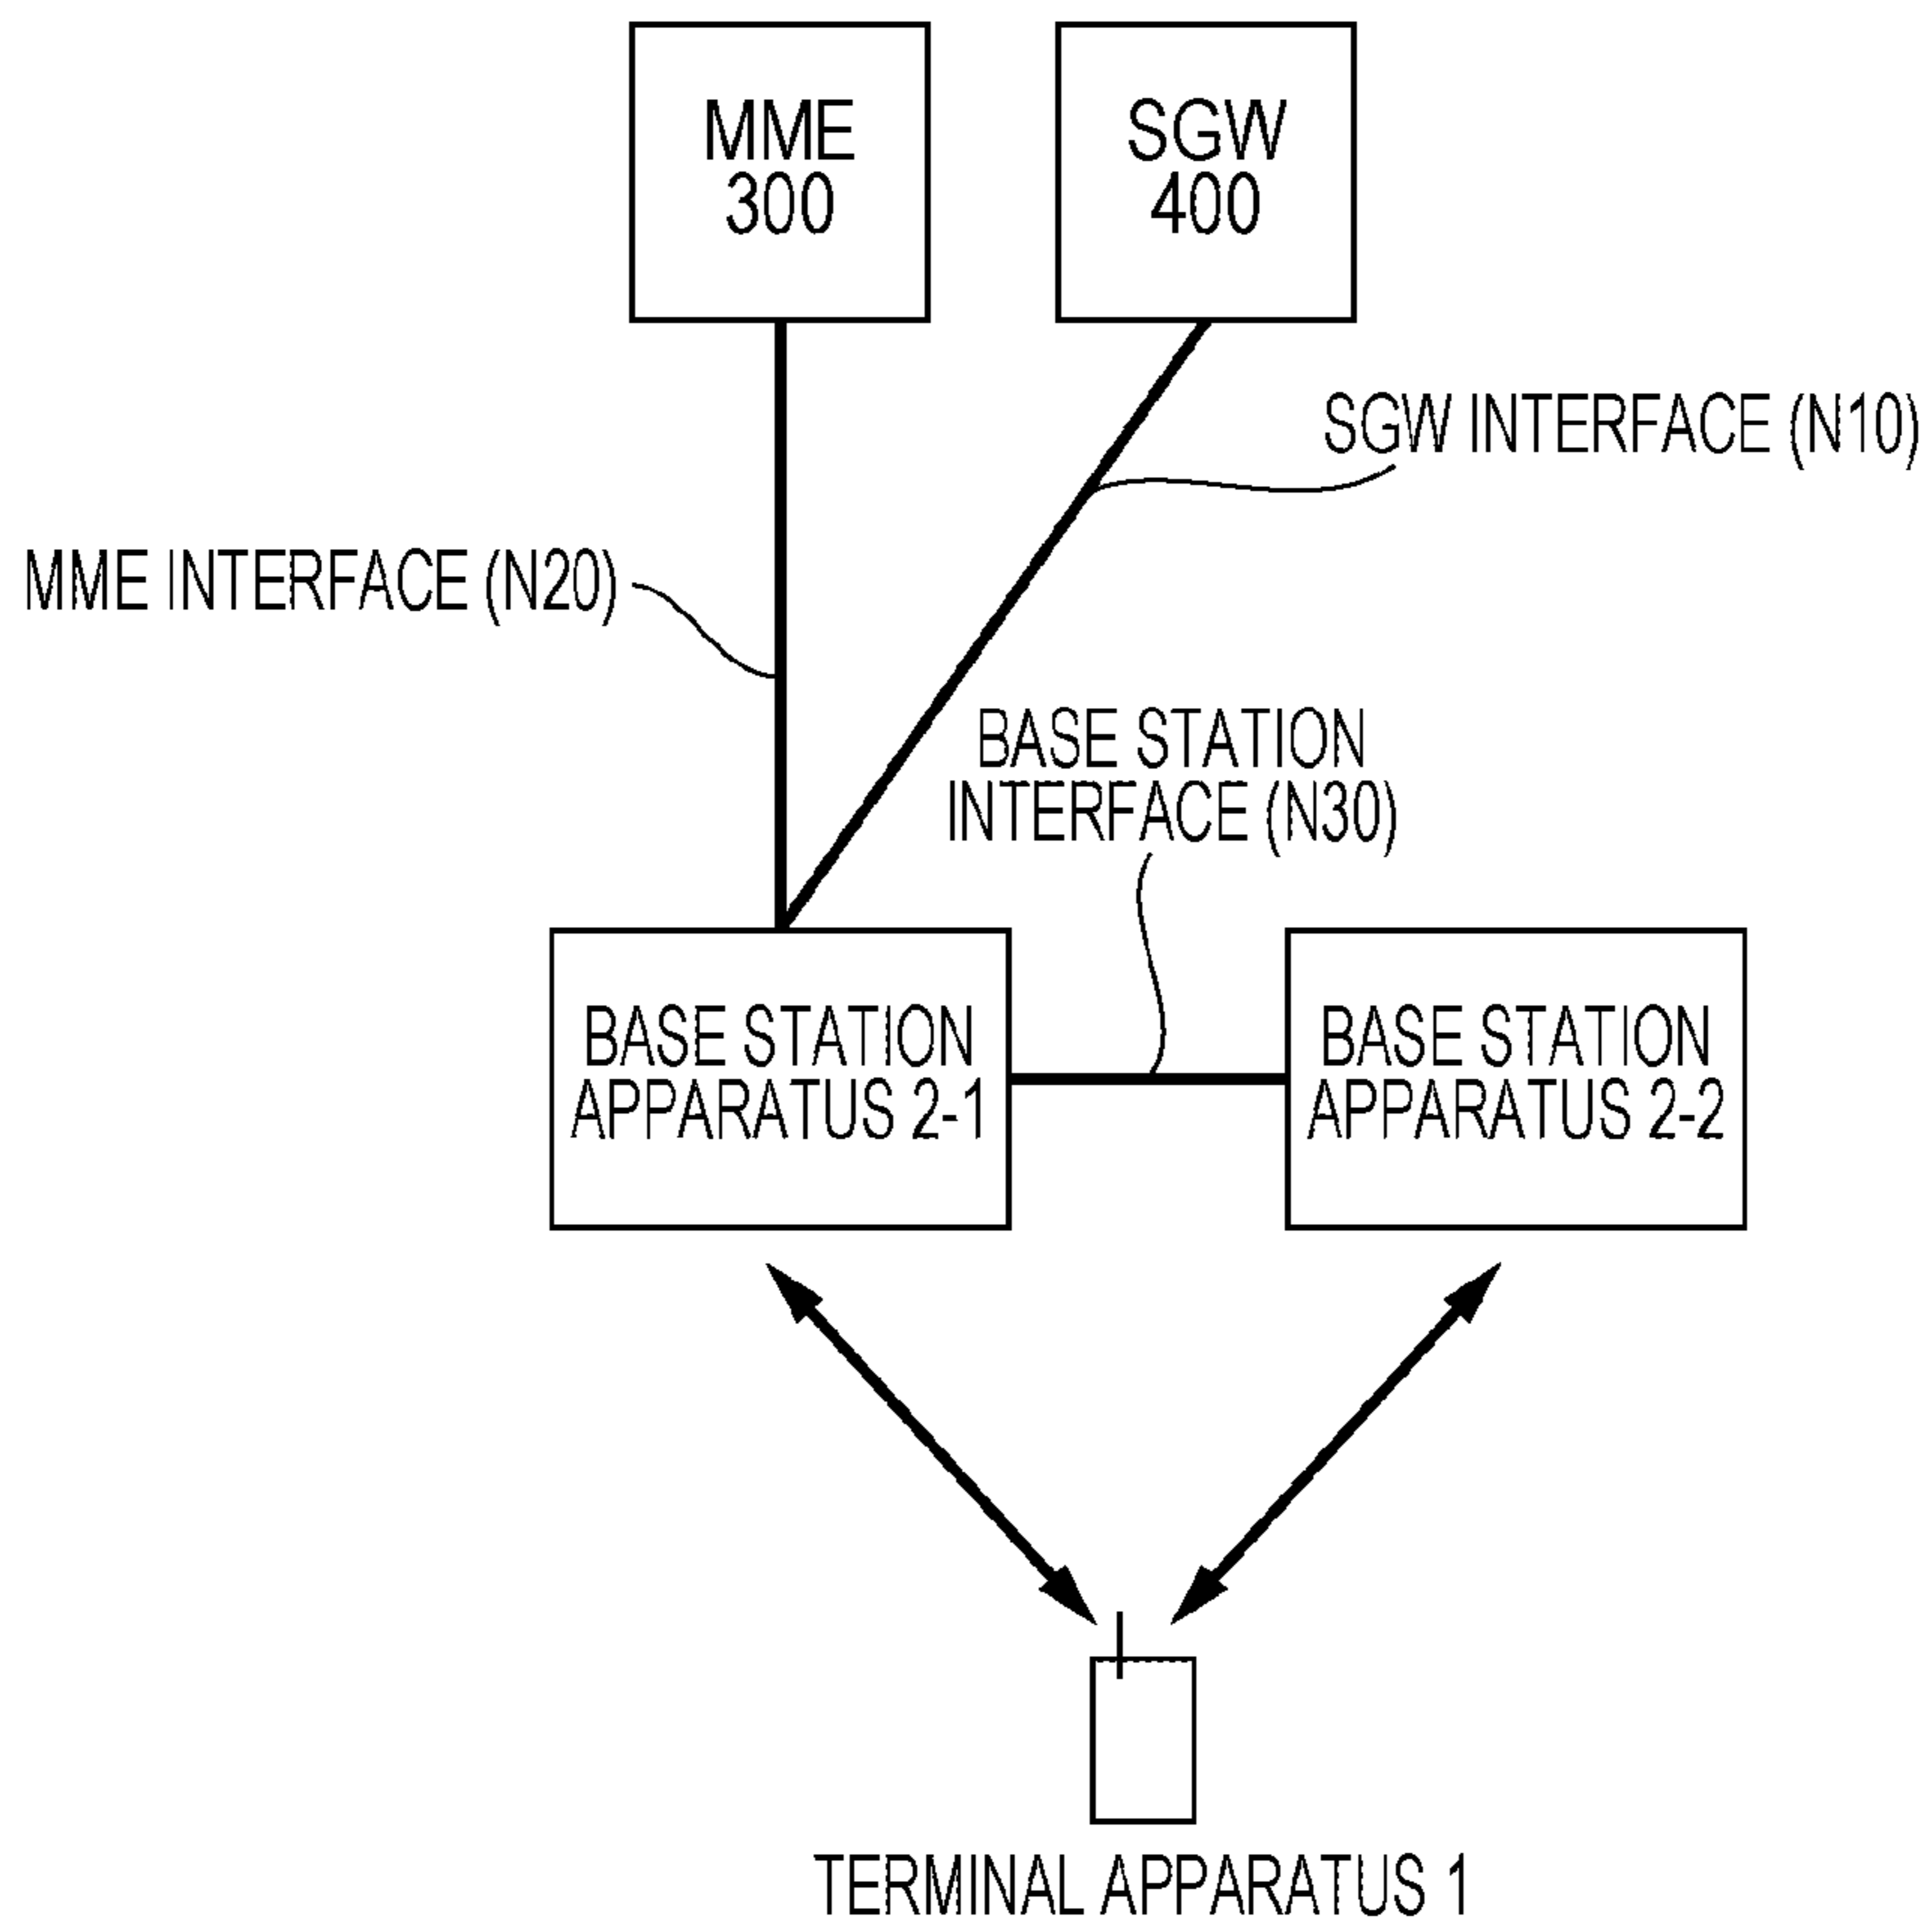 MME
300
SGW
400
SGW INTERFACE (N10)
MME INTERFACE (N20)
BASE STATION
INTERFACE (N30)
BASE STATION
APPARATUS 2-1
BASE STATION
APPARATUS 2-2
TERMINAL APPARATUS 1